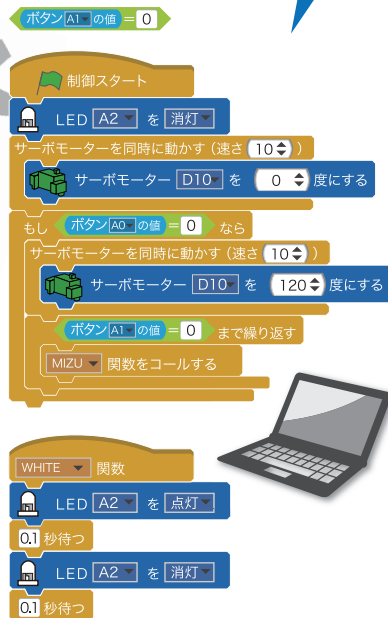 ボタン A1 の値 = 0
制御スタート
LED A2 を 消灯
サーボモーターを同時に動かす(速さ 10 )
サーボモーター D10 を 0 度にする
もし ボタン A0 の値 = 0 なら
サーボモーターを同時に動かす(速さ 10 )
サーボモーター D10 を 120 度にする
ボタン A1 の値 = 0 まで繰り返す
MIZU 関数をコールする
WHITE 関数
LED A2 を 点灯
0.1 秒待つ
LED A2 を 消灯
0.1 秒待つ